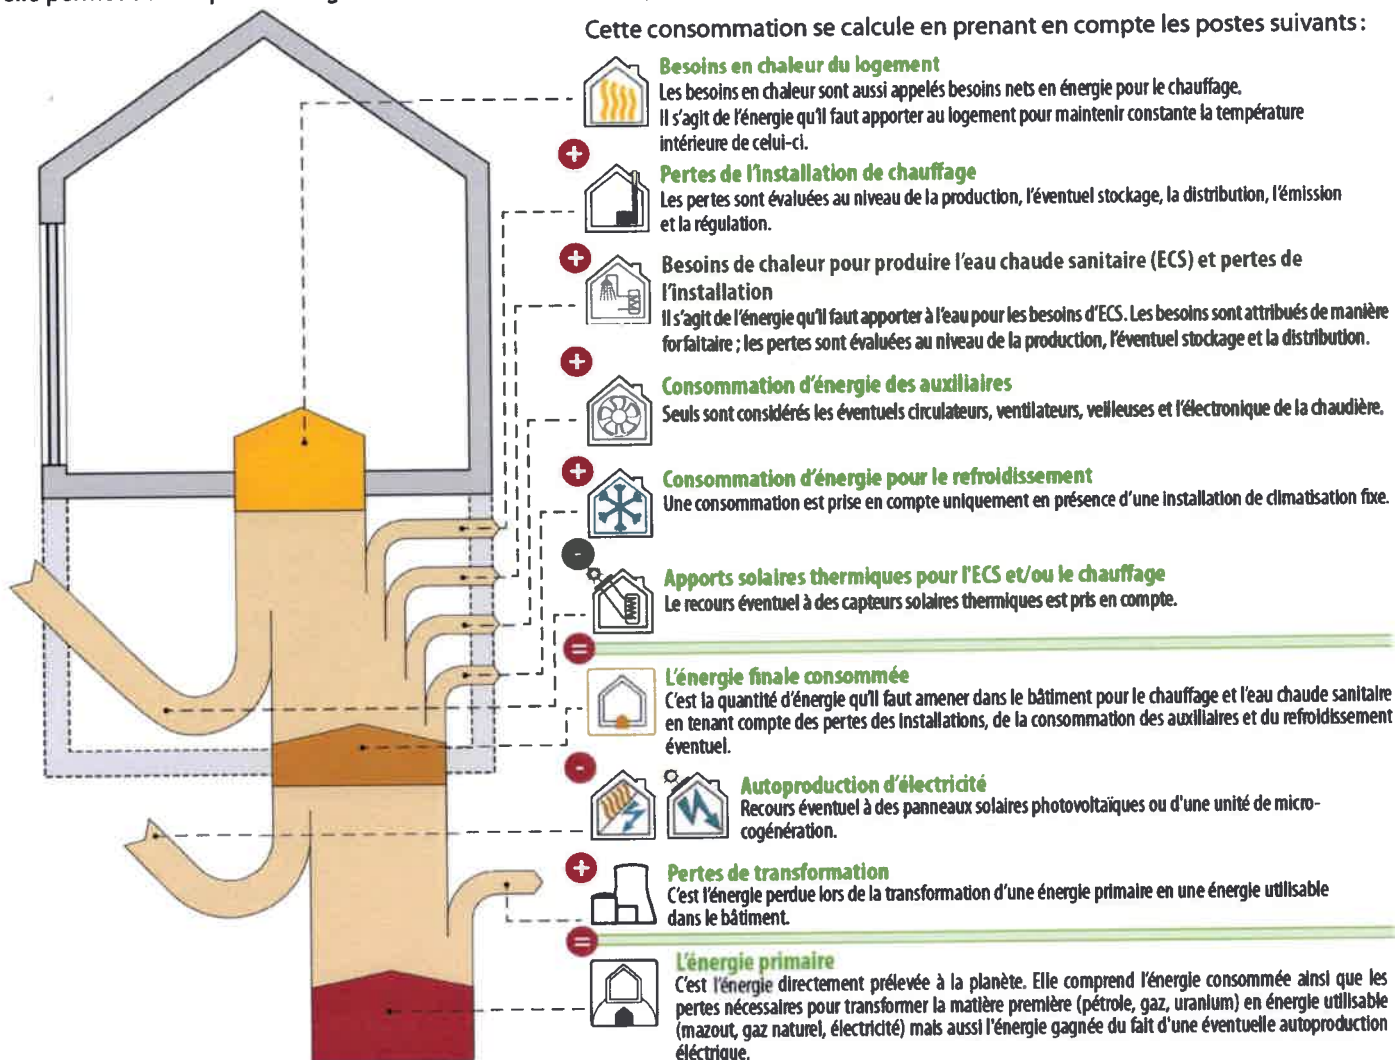 Cette consommation se calcule en prenant en compte les postes suivants :
Besoins en chaleur du logement
Les besoins en chaleur sont aussi appelés besoins nets en énergie pour le chauffage.
Il s'agit de l'énergie qu'il faut apporter au logement pour maintenir constante la température
intérieure de celui-ci.
+
Pertes de l'installation de chauffage
Les pertes sont évaluées au niveau de la production, l'éventuel stockage, la distribution, l'émission
et la régulation.
+
Besoins de chaleur pour produire l'eau chaude sanitaire (ECS) et pertes de
l'installation
Il s'agit de l'énergie qu'il faut apporter à l'eau pour les besoins d'ECS. Les besoins sont attribués de manière
forfaitaire ; les pertes sont évaluées au niveau de la production, l'éventuel stockage et la distribution.
+
Consommation d'énergie des auxiliaires
Seuls sont considérés les éventuels circulateurs, ventilateurs, veilleuses et l'électronique de la chaudière.
+
Consommation d'énergie pour le refroidissement
Une consommation est prise en compte uniquement en présence d'une installation de climatisation fixe.
-
Apports solaires thermiques pour l'ECS et/ou le chauffage
Le recours éventuel à des capteurs solaires thermiques est pris en compte.
=
L'énergie finale consommée
C'est la quantité d'énergie qu'il faut amener dans le bâtiment pour le chauffage et l'eau chaude sanitaire
en tenant compte des pertes des installations, de la consommation des auxiliaires et du refroidissement
éventuel.
-
Autoproduction d'électricité
Recours éventuel à des panneaux solaires photovoltaïques ou d'une unité de micro-
cogénération.
+
Pertes de transformation
C'est l'énergie perdue lors de la transformation d'une énergie primaire en une énergie utilisable
dans le bâtiment.
=
L'énergie primaire
C'est l'énergie directement prélevée à la planète. Elle comprend l'énergie consommée ainsi que les
pertes nécessaires pour transformer la matière première (pétrole, gaz, uranium) en énergie utilisable
(mazout, gaz naturel, électricité) mais aussi l'énergie gagnée du fait d'une éventuelle autoproduction
éléctrique.